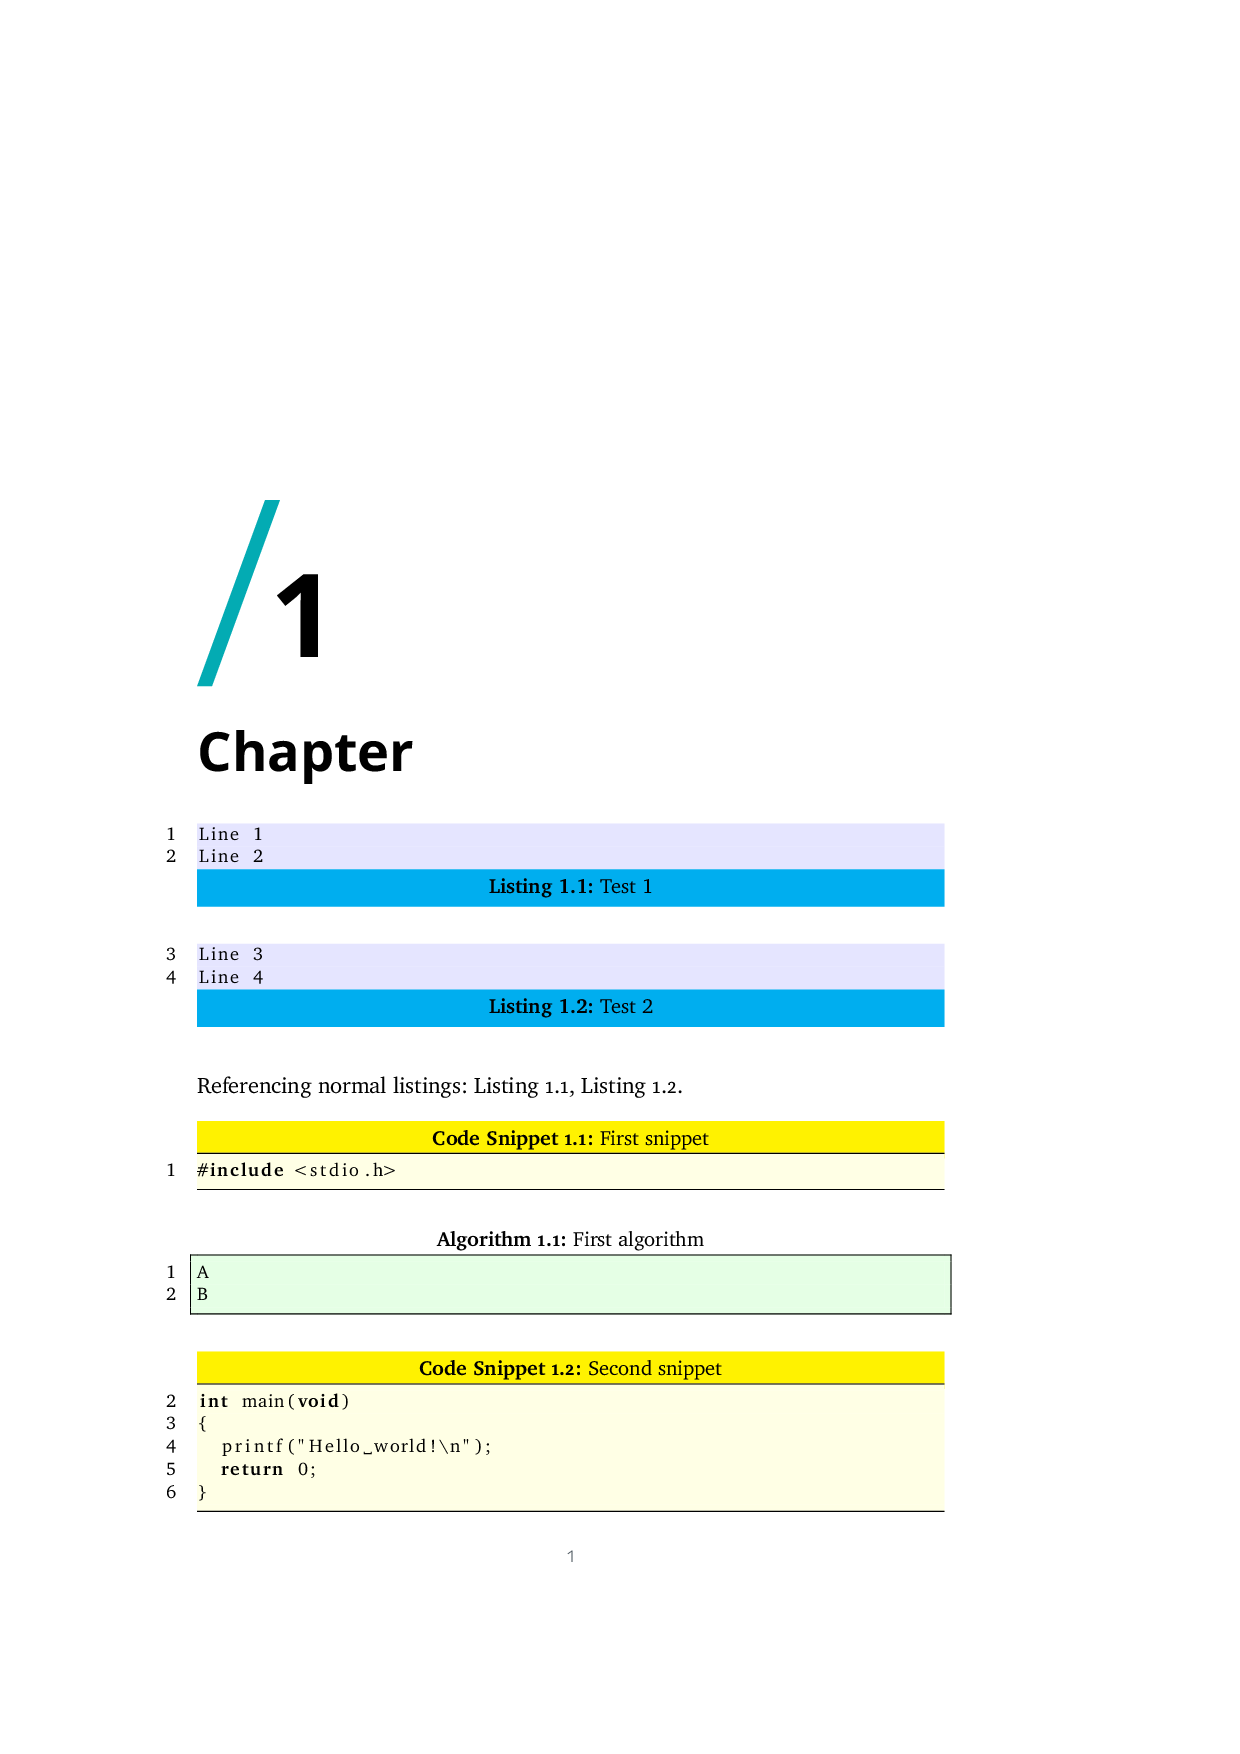 /1
Chapter
1 Line 1
2 Line 2
Listing 1.1: Test 1
3 Line 3
4 Line 4
Listing 1.2: Test 2
Referencing normal listings: Listing 1.1, Listing 1.2.
Code Snippet 1.1: First snippet
1 #include <stdio.h>
Algorithm 1.1: First algorithm
1 A
2 B
Code Snippet 1.2: Second snippet
2 int main(void)
3 {
4   printf("Hello␣world!\n");
5   return 0;
6 }
1